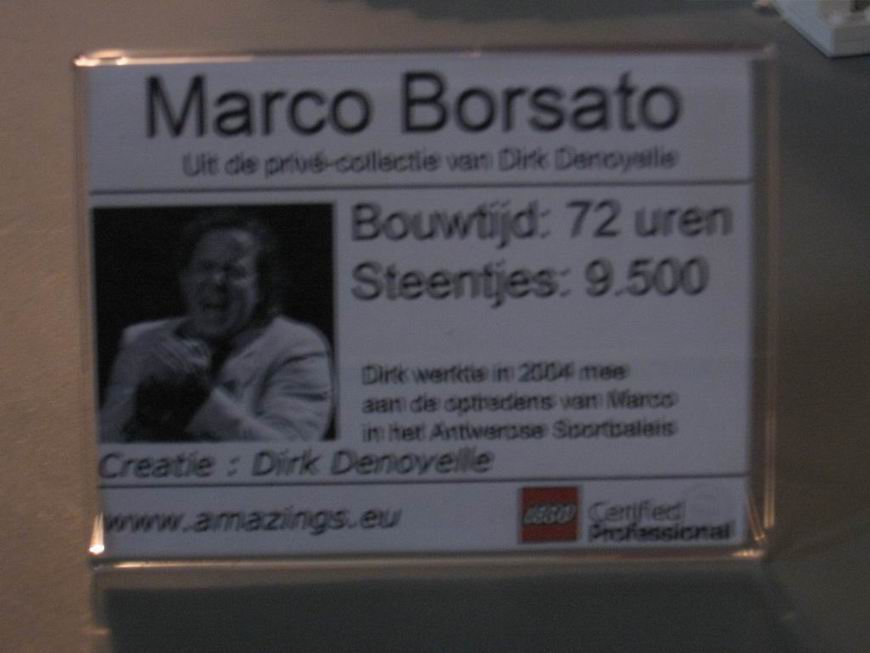 Marco Borsato
Uit de privé-collectie van Dirk Denoyelle
Bouwtijd: 72 uren
Steentjes: 9.500
Dirk werkte in 2004 mee
aan de optredens van Marco
in het Antwerpse Sportpaleis
Creatie : Dirk Denoyelle
www.amazings.eu
LEGO Certified
Professional